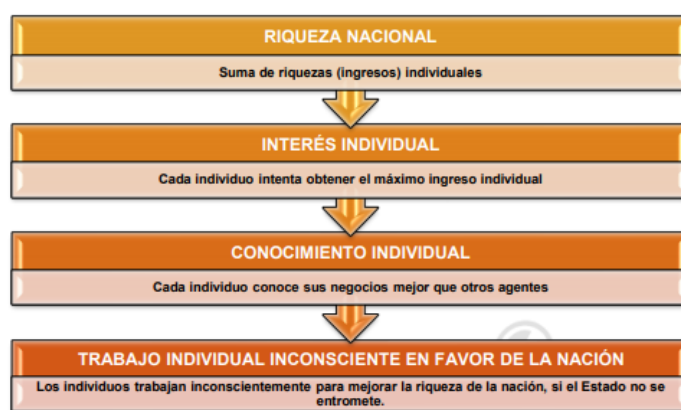 RIQUEZA NACIONAL
Suma de riquezas (ingresos) individuales
INTERÉS INDIVIDUAL
Cada individuo intenta obtener el máximo ingreso individual
CONOCIMIENTO INDIVIDUAL
Cada individuo conoce sus negocios mejor que otros agentes
TRABAJO INDIVIDUAL INCONSCIENTE EN FAVOR DE LA NACIÓN
Los individuos trabajan inconscientemente para mejorar la riqueza de la nación, si el Estado no se
entromete.